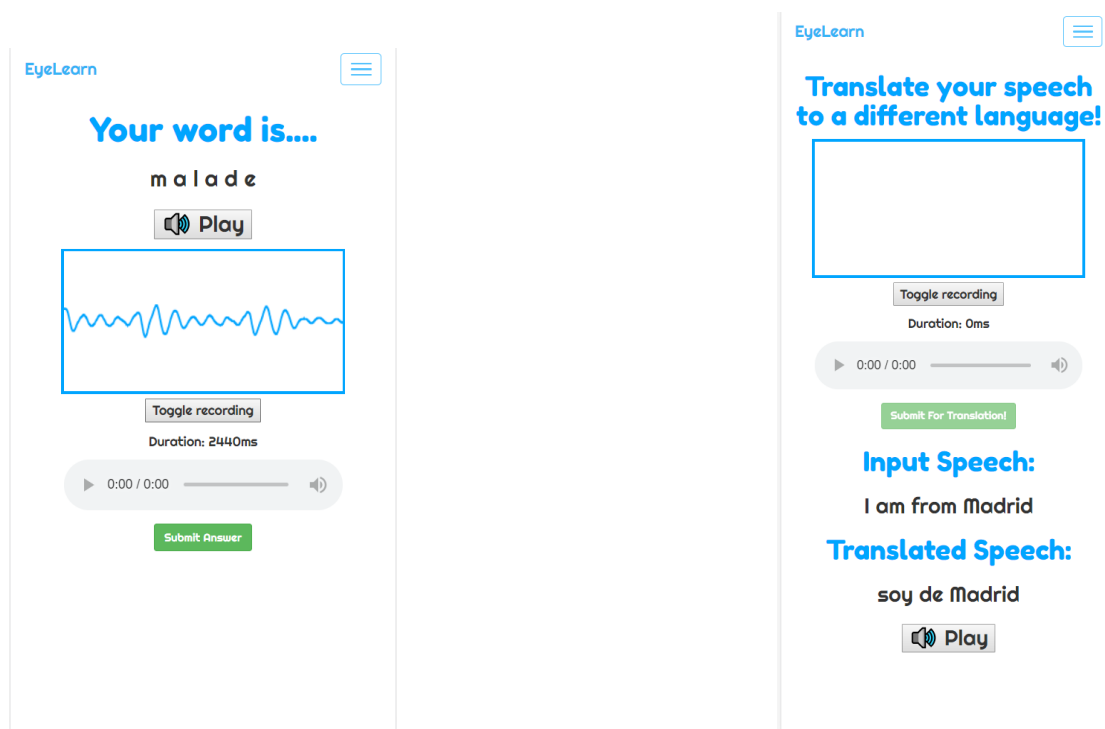 EyeLearn
Your word is....
m a l a d e
Play
Toggle recording
Duration: 2440ms
0:00 / 0:00
Submit Answer
EyeLearn
Translate your speech
to a different language!
Toggle recording
Duration: 0ms
0:00 / 0:00
Submit For Translation!
Input Speech:
I am from Madrid
Translated Speech:
soy de Madrid
Play